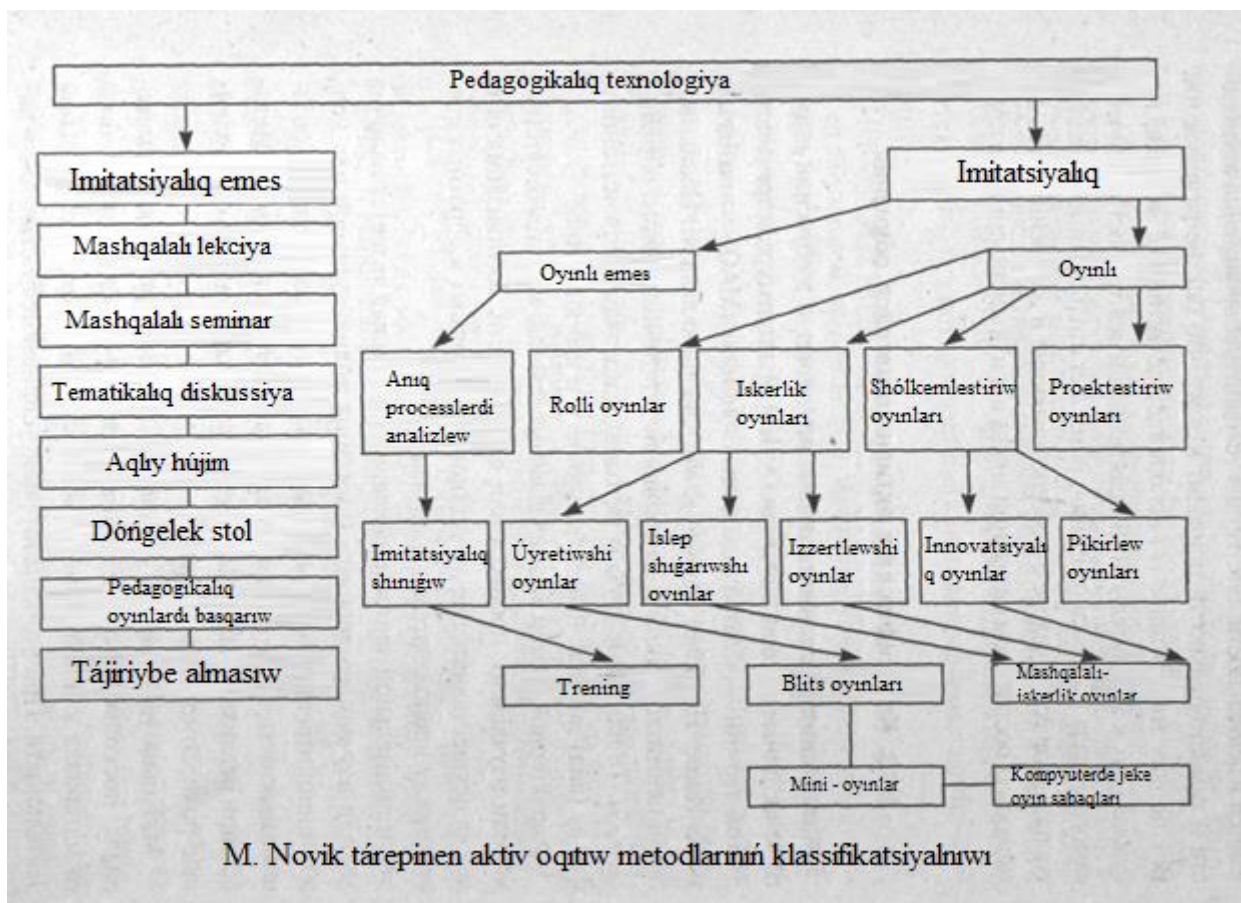 Pedagogikalıq texnologiya
Imitatsiyalıq emes
Imitatsiyalıq
Mashqalalı lekciya
Oyınlı emes
Oyınlı
Mashqalalı seminar
Tematikalıq diskussiya
Anıq
processlerdi
analizlew
Rolli oyınlar
Iskerlik
oyınları
Shólkemlestiriw
oyınları
Proektestiriw
oyınları
Aqlıy hújim
Dóńgelek stol
Imitatsiyalıq
shınıǵıw
Úyretiwshi
oyınlar
Islep
shıǵarıwshı
oyınlar
Izzertlewshi
oyınlar
Innovatsiyalı
q oyınlar
Pikirlew
oyınları
Pedagogikalıq
oyınlardı basqarıw
Tájiriybe almasıw
Trening
Blits oyınları
Mashqalalı-
iskerlik oyınlar
Mini - oyınlar
Kompyuterde jeke
oyın sabaqları
M. Novik tárepinen aktiv oqıtıw metodlarınıń klassifikatsiyalnıwı